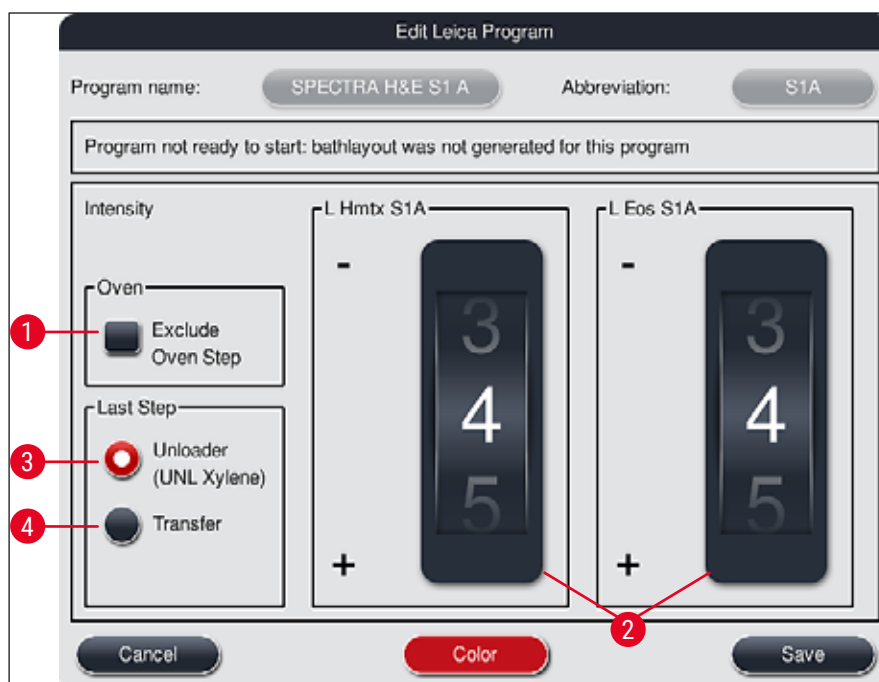 Edit Leica Program
Program name: SPECTRA H&E S1 A Abbreviation: S1A
Program not ready to start: bathlayout was not generated for this program
Intensity
Oven
1 Exclude
Oven Step
Last Step
3 Unloader
(UNL Xylene)
4 Transfer
L Hmtx S1A
-
3
4
5
+
L Eos S1A
-
3
4
5
+
2
Cancel Color Save